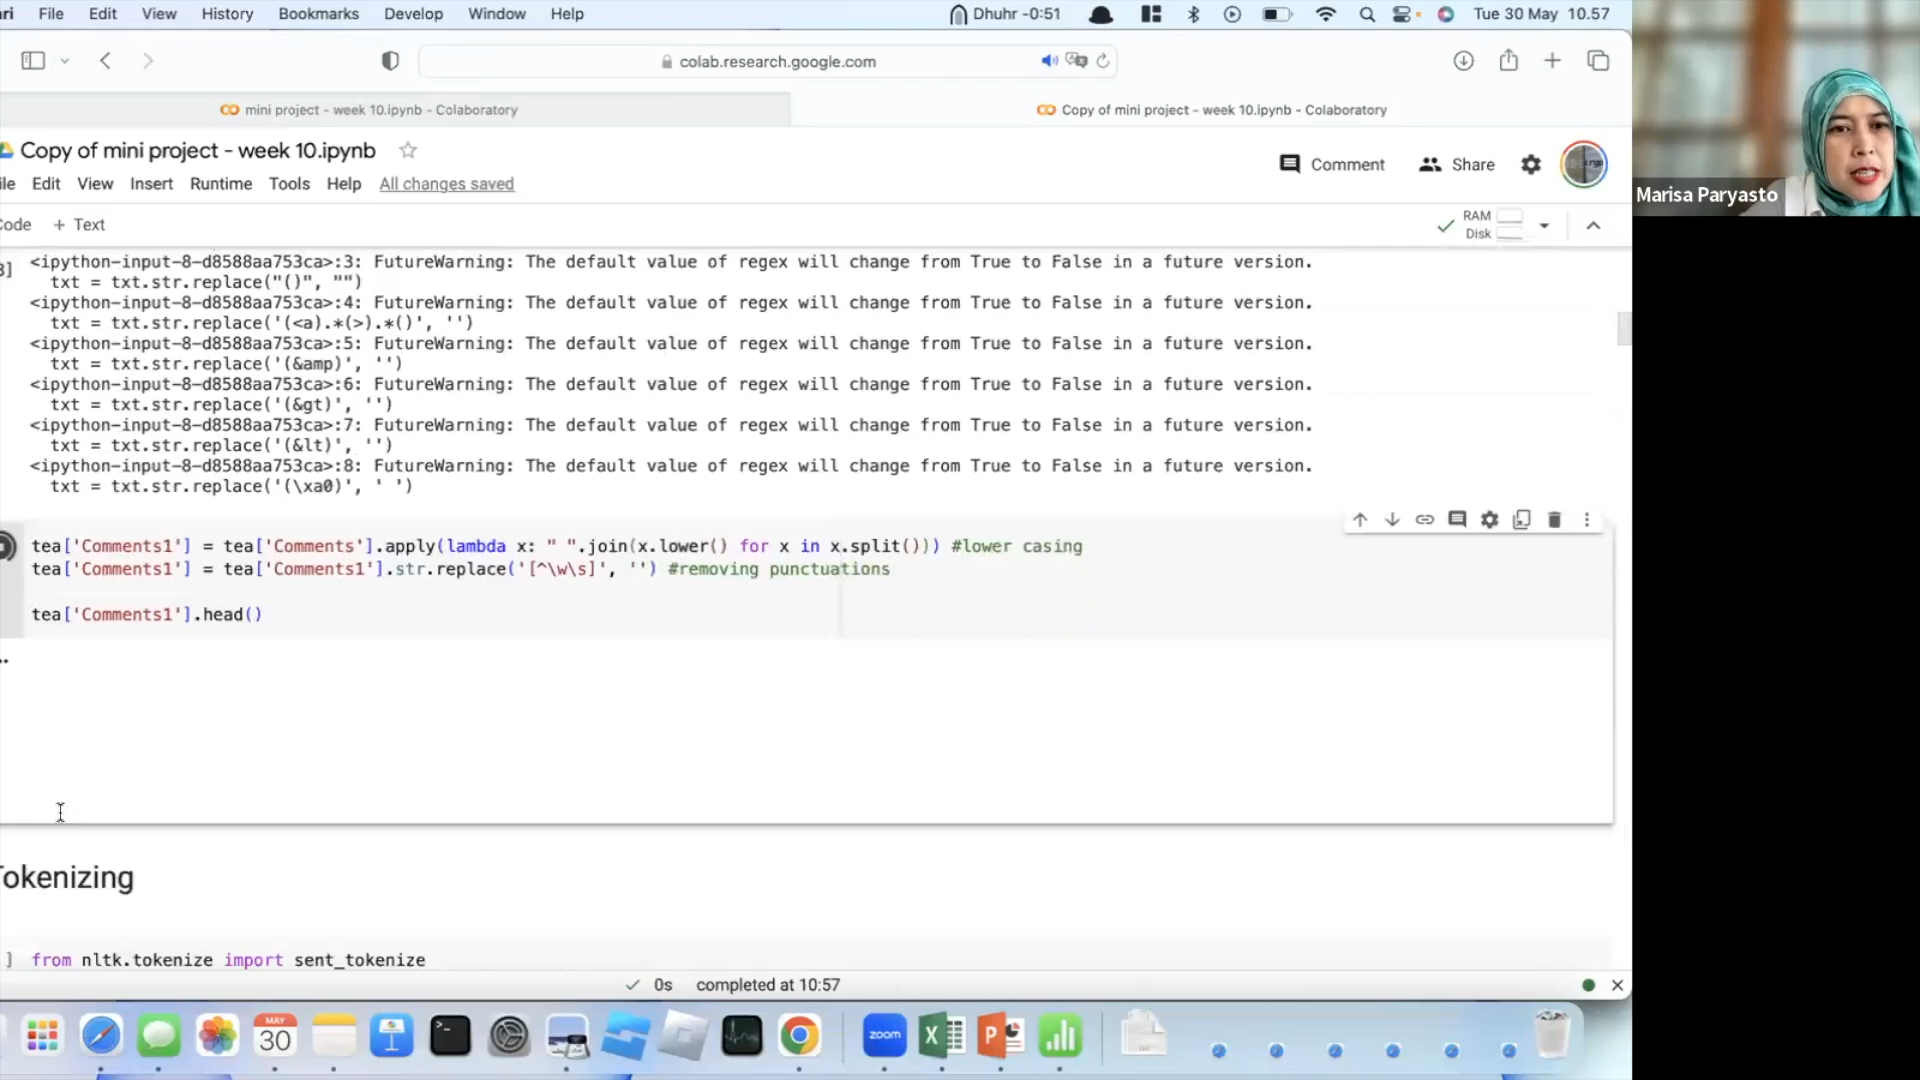 ri File Edit View History Bookmarks Develop Window Help Dhuhr -0:51 Tue 30 May 10.57
colab.research.google.com
mini project - week 10.ipynb - Colaboratory Copy of mini project - week 10.ipynb - Colaboratory
Copy of mini project - week 10.ipynb
Comment Share
ile Edit View Insert Runtime Tools Help All changes saved
Marisa Paryasto
Code + Text
RAM
Disk
3] <ipython-input-8-d8588aa753ca>:3: FutureWarning: The default value of regex will change from True to False in a future version.
txt = txt.str.replace("()", "")
<ipython-input-8-d8588aa753ca>:4: FutureWarning: The default value of regex will change from True to False in a future version.
txt = txt.str.replace('(<a).*(>).*()', '')
<ipython-input-8-d8588aa753ca>:5: FutureWarning: The default value of regex will change from True to False in a future version.
txt = txt.str.replace('(&amp)', '')
<ipython-input-8-d8588aa753ca>:6: FutureWarning: The default value of regex will change from True to False in a future version.
txt = txt.str.replace('(&gt)', '')
<ipython-input-8-d8588aa753ca>:7: FutureWarning: The default value of regex will change from True to False in a future version.
txt = txt.str.replace('(&lt)', '')
<ipython-input-8-d8588aa753ca>:8: FutureWarning: The default value of regex will change from True to False in a future version.
txt = txt.str.replace('(\xa0)', ' ')
tea['Comments1'] = tea['Comments'].apply(lambda x: " ".join(x.lower() for x in x.split())) #lower casing
tea['Comments1'] = tea['Comments1'].str.replace('[^\w\s]', '') #removing punctuations
tea['Comments1'].head()
okenizing
] from nltk.tokenize import sent_tokenize
0s completed at 10:57
MAY
30
zoom